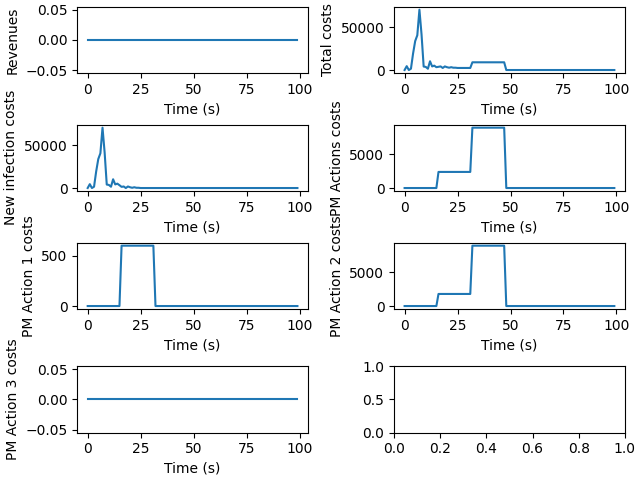 Revenues
0.05
0.00
−0.05
0 25 50 75 100
Time (s)
Total costs
50000
0
0 25 50 75 100
Time (s)
New infection costs
50000
0
0 25 50 75 100
Time (s)
PM Actions costs
5000
0
0 25 50 75 100
Time (s)
PM Action 1 costs
500
0
0 25 50 75 100
Time (s)
PM Action 2 costs
5000
0
0 25 50 75 100
Time (s)
PM Action 3 costs
0.05
0.00
−0.05
0 25 50 75 100
Time (s)
1.0
0.5
0.0
0.0 0.2 0.4 0.6 0.8 1.0